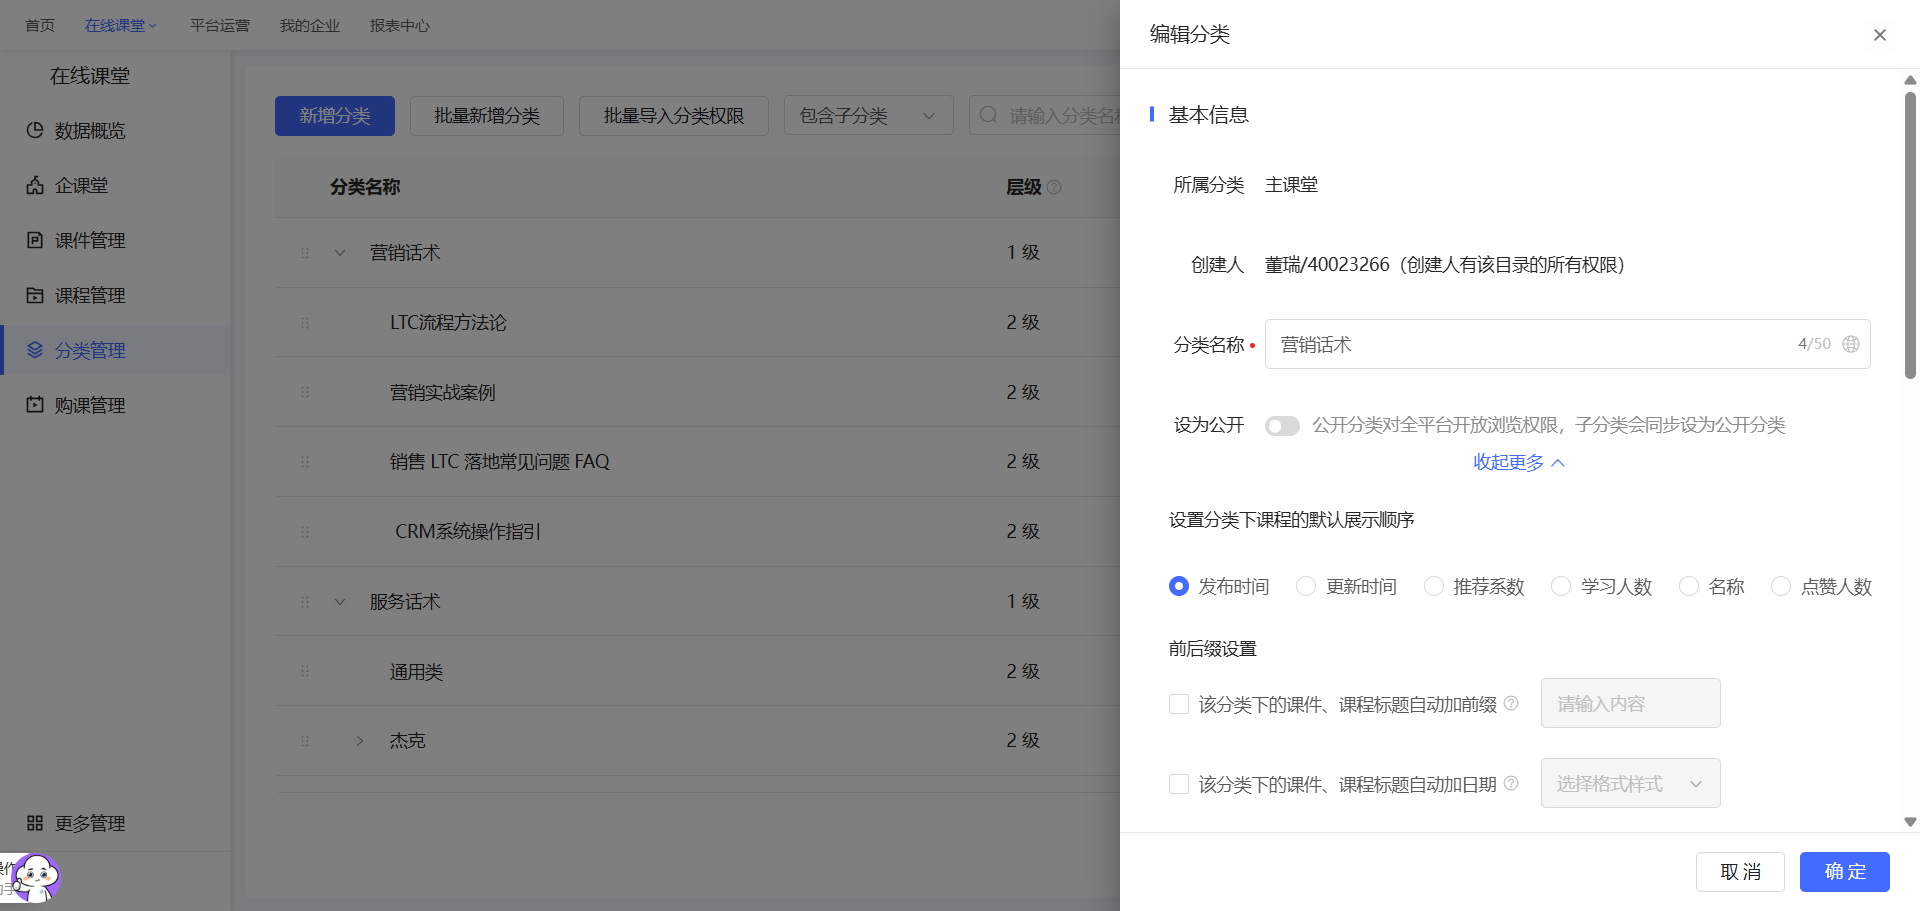 首页 在线课堂 平台运营 我的企业 报表中心
在线课堂
数据概览
企课堂
课件管理
课程管理
分类管理
购课管理
更多管理
新增分类 批量新增分类 批量导入分类权限 包含子分类 请输入分类名
分类名称 层级
营销话术 1 级
LTC流程方法论 2 级
营销实战案例 2 级
销售 LTC 落地常见问题 FAQ 2 级
CRM系统操作指引 2 级
服务话术 1 级
通用类 2 级
杰克 2 级
编辑分类
基本信息
所属分类 主课堂
创建人 董瑞/40023266（创建人有该目录的所有权限）
分类名称 营销话术 4/50
设为公开 公开分类对全平台开放浏览权限，子分类会同步设为公开分类
收起更多
设置分类下课程的默认展示顺序
发布时间 更新时间 推荐系数 学习人数 名称 点赞人数
前后缀设置
该分类下的课件、课程标题自动加前缀 请输入内容
该分类下的课件、课程标题自动加日期 选择格式样式
取 消 确 定